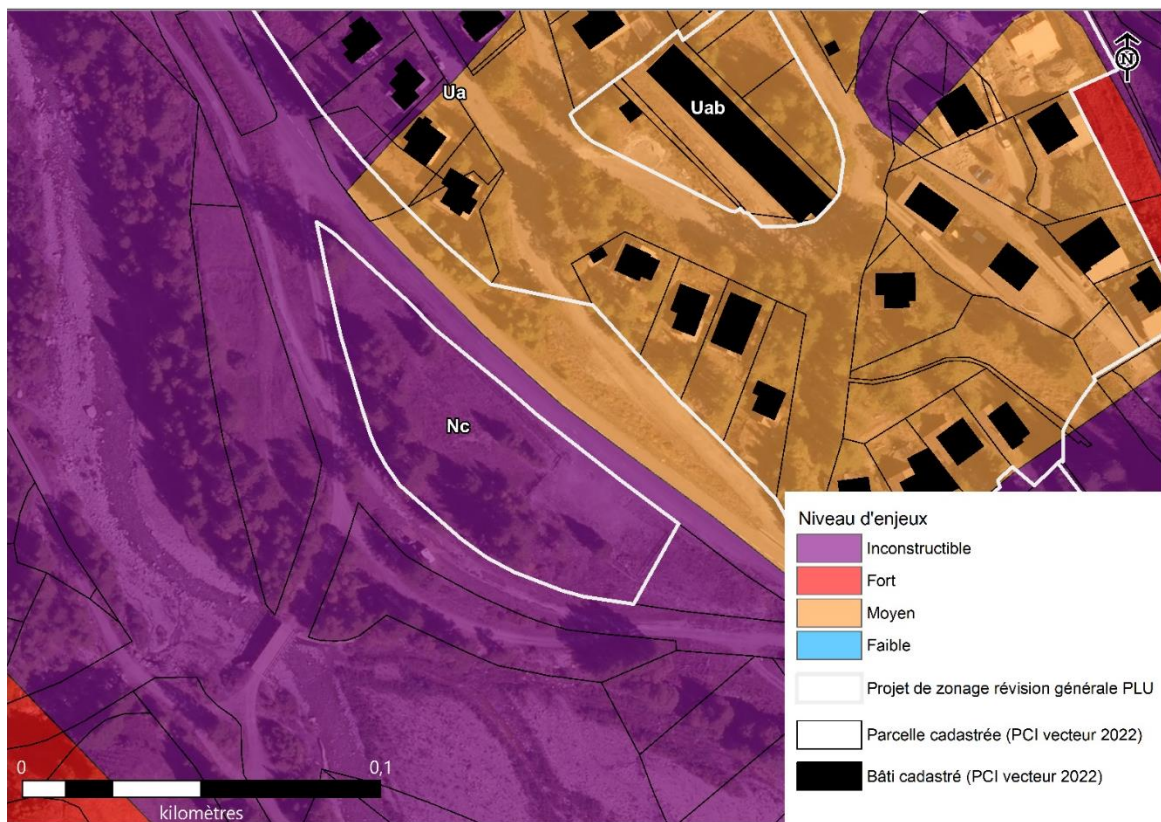 N
Ua
Uab
Nc
Niveau d'enjeux
Inconstructible
Fort
Moyen
Faible
Projet de zonage révision générale PLU
Parcelle cadastrée (PCI vecteur 2022)
Bâti cadastré (PCI vecteur 2022)
0 0,1
kilomètres